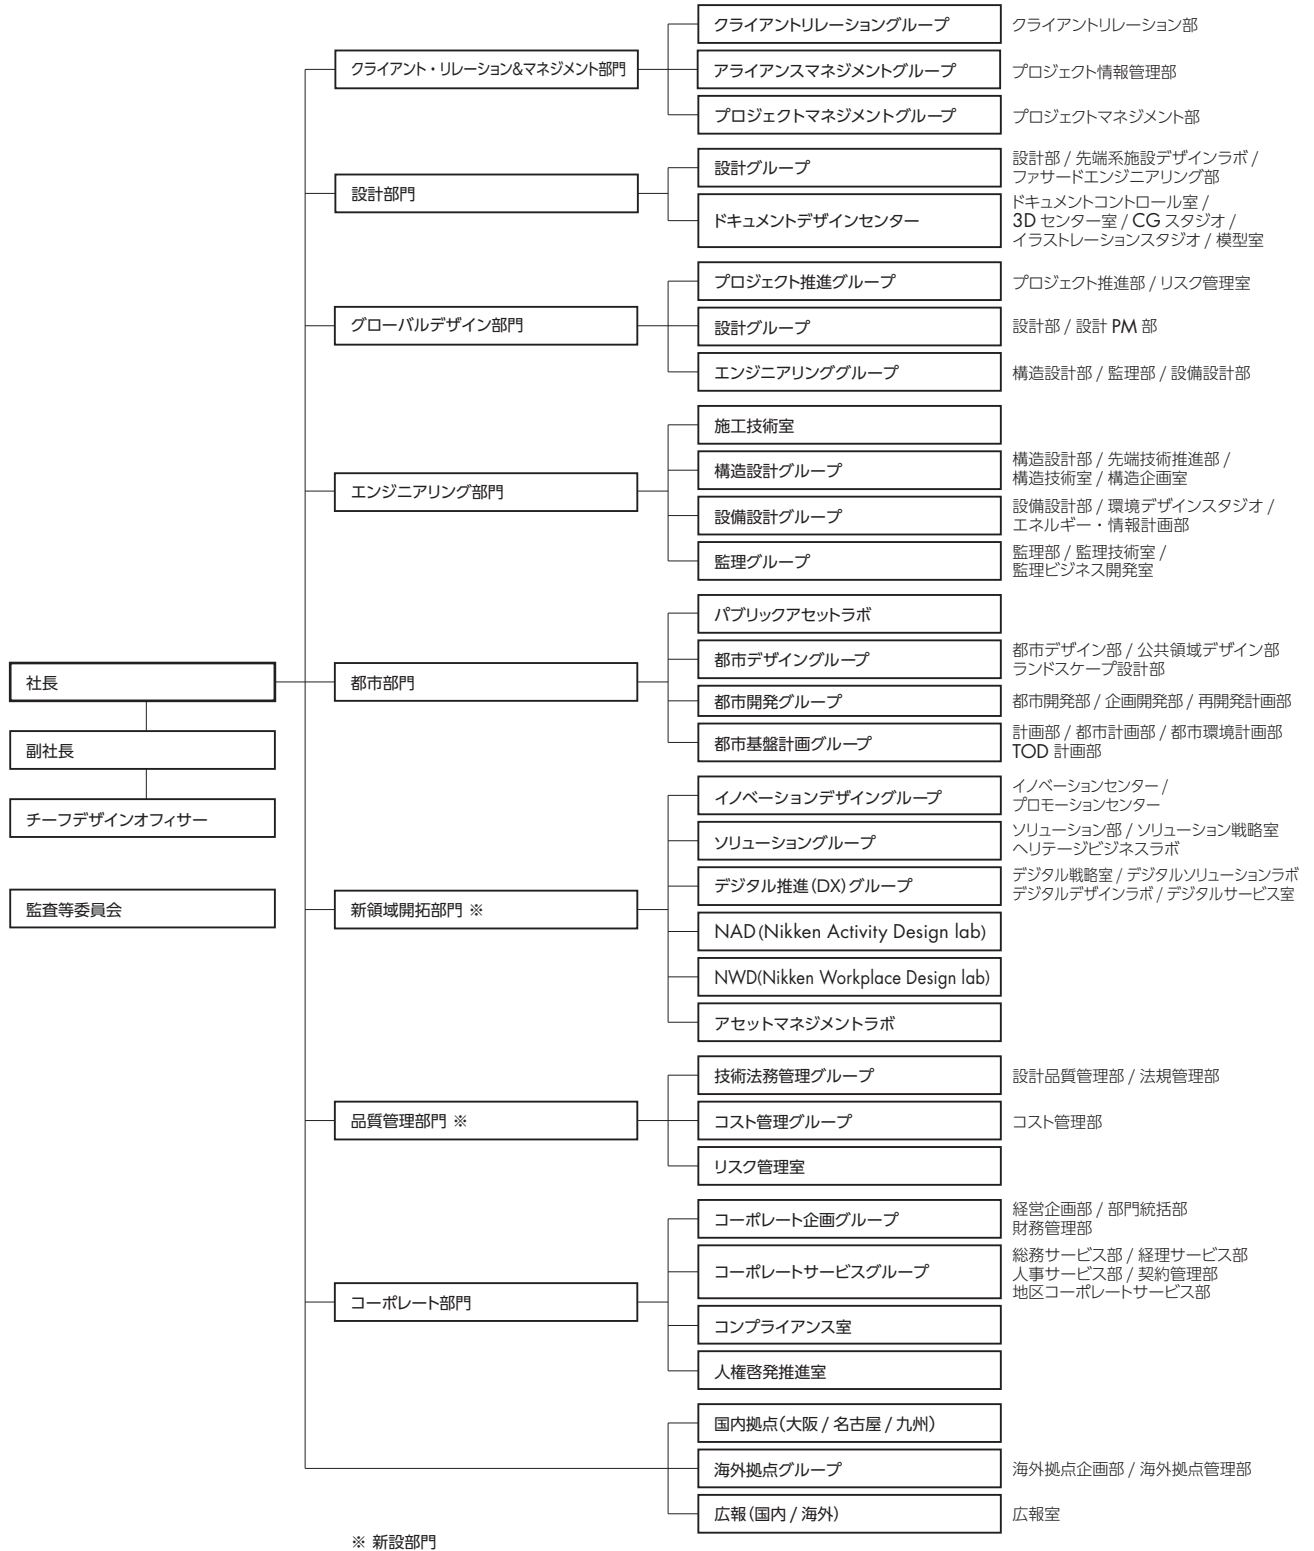 社長
副社長
チーフデザインオフィサー
監査等委員会
クライアント・リレーション&マネジメント部門
クライアントリレーショングループ
クライアントリレーション部
アライアンスマネジメントグループ
プロジェクト情報管理部
プロジェクトマネジメントグループ
プロジェクトマネジメント部
設計部門
設計グループ
設計部 / 先端系施設デザインラボ /
ファサードエンジニアリング部
ドキュメントデザインセンター
ドキュメントコントロール室 /
3D センター室 / CG スタジオ /
イラストレーションスタジオ / 模型室
グローバルデザイン部門
プロジェクト推進グループ
プロジェクト推進部 / リスク管理室
設計グループ
設計部 / 設計 PM 部
エンジニアリンググループ
構造設計部 / 監理部 / 設備設計部
エンジニアリング部門
施工技術室
構造設計グループ
構造設計部 / 先端技術推進部 /
構造技術室 / 構造企画室
設備設計グループ
設備設計部 / 環境デザインスタジオ /
エネルギー・情報計画部
監理グループ
監理部 / 監理技術室 /
監理ビジネス開発室
都市部門
パブリックアセットラボ
都市デザイングループ
都市デザイン部 / 公共領域デザイン部
ランドスケープ設計部
都市開発グループ
都市開発部 / 企画開発部 / 再開発計画部
都市基盤計画グループ
計画部 / 都市計画部 / 都市環境計画部
TOD 計画部
新領域開拓部門 ※
イノベーションデザイングループ
イノベーションセンター /
プロモーションセンター
ソリューショングループ
ソリューション部 / ソリューション戦略室
ヘリテージビジネスラボ
デジタル推進(DX)グループ
デジタル戦略室 / デジタルソリューションラボ
デジタルデザインラボ / デジタルサービス室
NAD(Nikken Activity Design lab)
NWD(Nikken Workplace Design lab)
アセットマネジメントラボ
品質管理部門 ※
技術法務管理グループ
設計品質管理部 / 法規管理部
コスト管理グループ
コスト管理部
リスク管理室
コーポレート部門
コーポレート企画グループ
経営企画部 / 部門統括部
財務管理部
コーポレートサービスグループ
総務サービス部 / 経理サービス部
人事サービス部 / 契約管理部
地区コーポレートサービス部
コンプライアンス室
人権啓発推進室
国内拠点(大阪 / 名古屋 / 九州)
海外拠点グループ
海外拠点企画部 / 海外拠点管理部
広報(国内 / 海外)
広報室
※ 新設部門